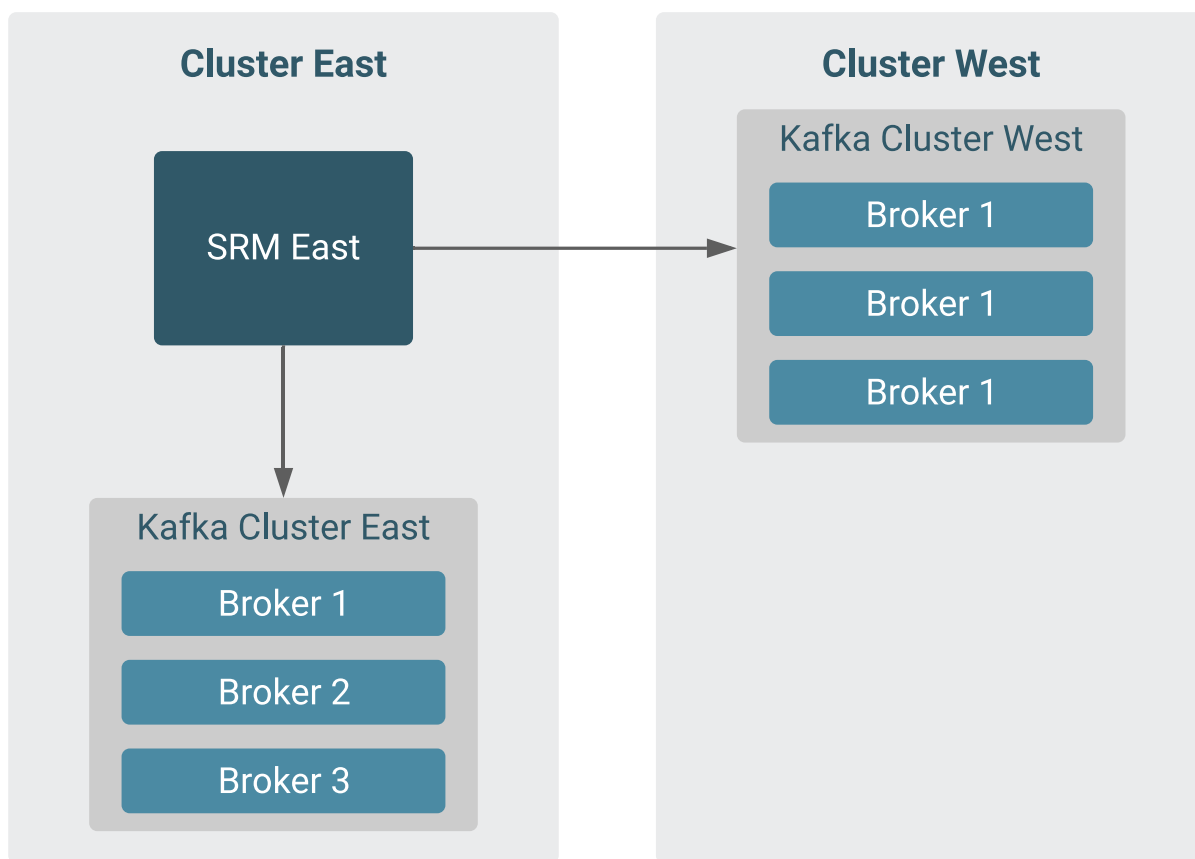 Cluster East
SRM East
Kafka Cluster East
Broker 1
Broker 2
Broker 3
Cluster West
Kafka Cluster West
Broker 1
Broker 1
Broker 1